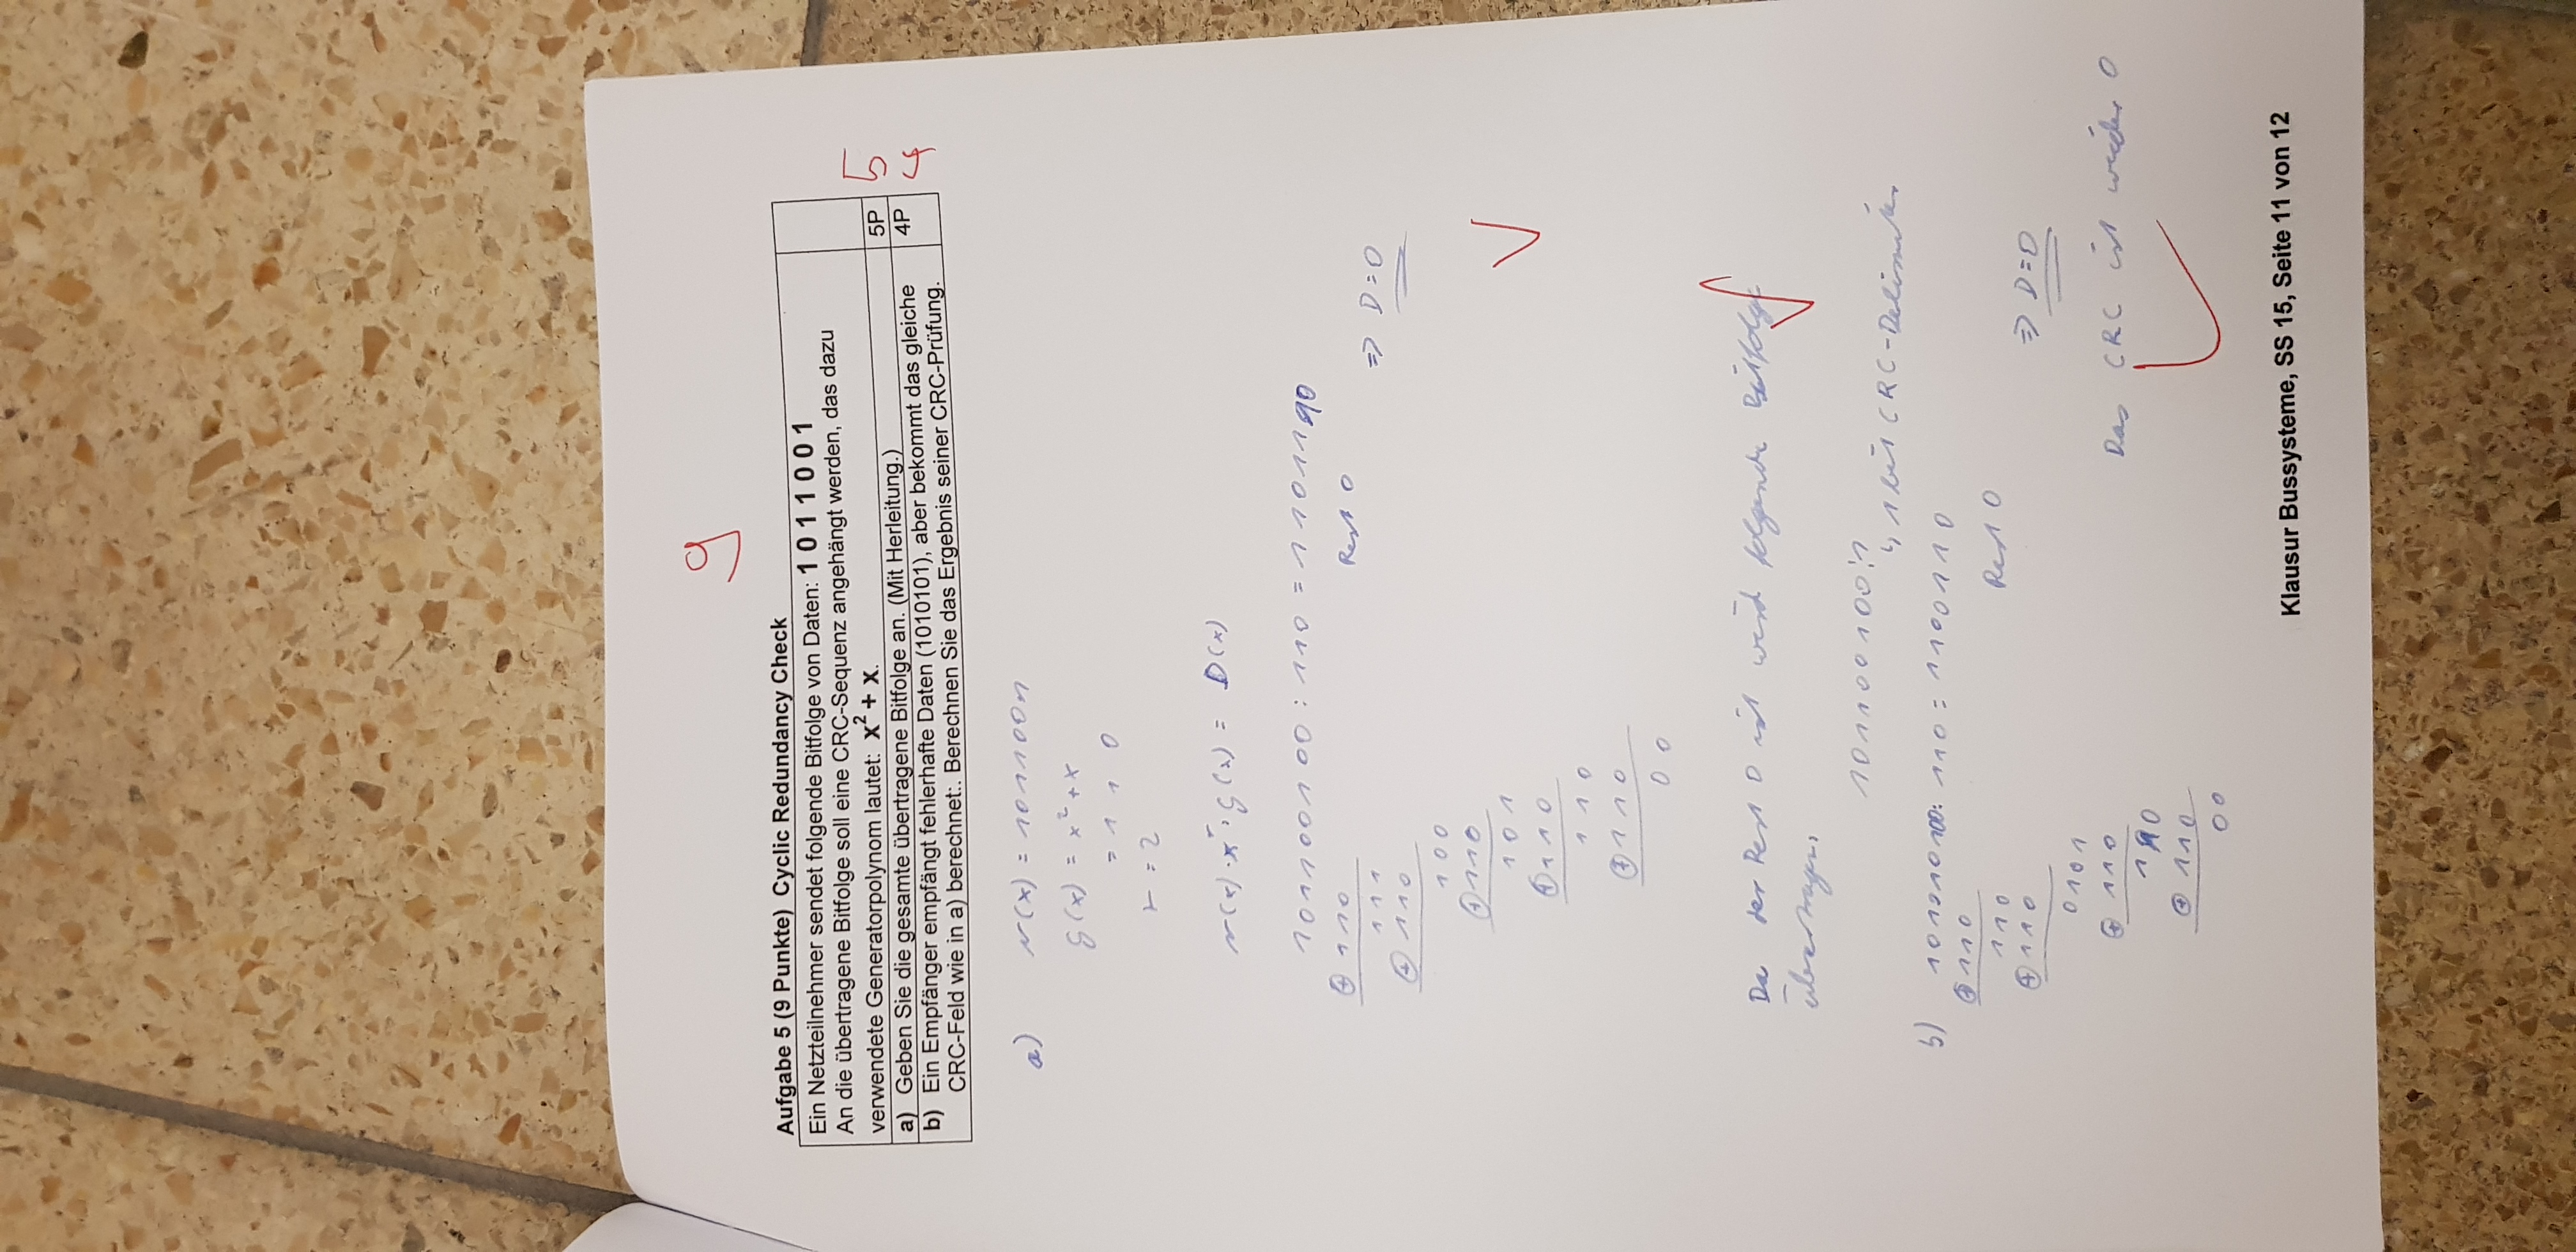 9
Aufgabe 5 (9 Punkte) Cyclic Redundancy Check
Ein Netzteilnehmer sendet folgende Bitfolge von Daten: 1 0 1 1 0 0 1
An die übertragene Bitfolge soll eine CRC-Sequenz angehängt werden, das dazu
verwendete Generatorpolynom lautet: x² + x.
a) Geben Sie die gesamte übertragene Bitfolge an. (Mit Herleitung.) 5P 5
b) Ein Empfänger empfängt fehlerhafte Daten (1010101), aber bekommt das gleiche 4P 4
CRC-Feld wie in a) berechnet:. Berechnen Sie das Ergebnis seiner CRC-Prüfung.
a) N(x) = 1011001
g(x) = x² + x
= 1 1 0
r = 2
N(x) · x^r : g(x) = D(x)
101100100 : 110 = 1101110
⊕ 110 Rest 0
111 ⇒ D = 0
⊕ 110
100
⊕ 110
101
⊕ 110
110
⊕ 110
0 0
Da der Rest 0 ist wird folgende Bitfolge
übertragen:
101100100 1
↳ 1 bit CRC-Delimiter
b) 101010100 : 110 = 1100110
⊕ 110
110 Rest 0
⊕ 110 ⇒ D = 0
0101
⊕ 110 Das CRC ist wieder 0
110
⊕ 110
00
Klausur Bussysteme, SS 15, Seite 11 von 12